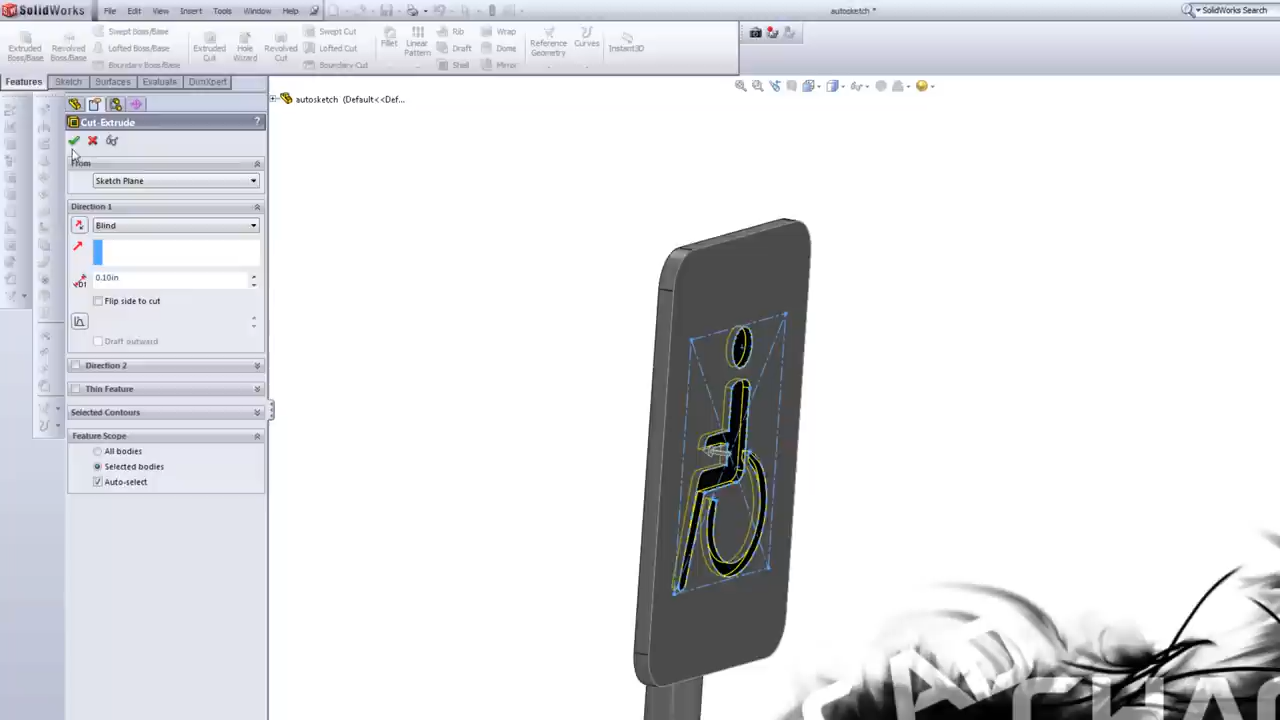 SolidWorks File Edit View Insert Tools Window Help autosketch * SolidWorks Search
Extruded Boss/Base
Revolved Boss/Base
Swept Boss/Base
Lofted Boss/Base
Boundary Boss/Base
Extruded Cut
Hole Wizard
Revolved Cut
Swept Cut
Lofted Cut
Boundary Cut
Fillet
Linear Pattern
Rib
Draft
Shell
Wrap
Dome
Mirror
Reference Geometry
Curves
Instant3D
Features Sketch Surfaces Evaluate DimXpert
autosketch (Default<<Def...
Cut-Extrude ?
From
Sketch Plane
Direction 1
Blind
D1
0.10in
Flip side to cut
Draft outward
Direction 2
Thin Feature
Selected Contours
Feature Scope
All bodies
Selected bodies
Auto-select